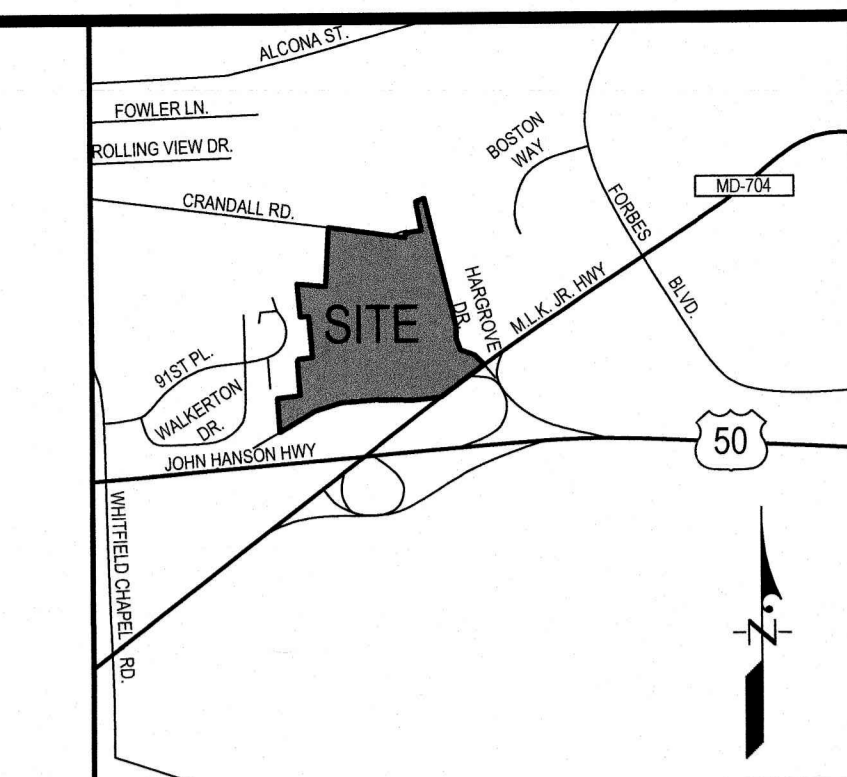 ALCONA ST.
FOWLER LN.
ROLLING VIEW DR.
BOSTON
WAY
MD-704
CRANDALL RD.
FORBES
BLVD.
HARGROVE
DR.
M.L.K. JR. HWY
SITE
91ST PL.
WALKERTON
DR.
JOHN HANSON HWY
50
WHITFIELD CHAPEL RD.
N